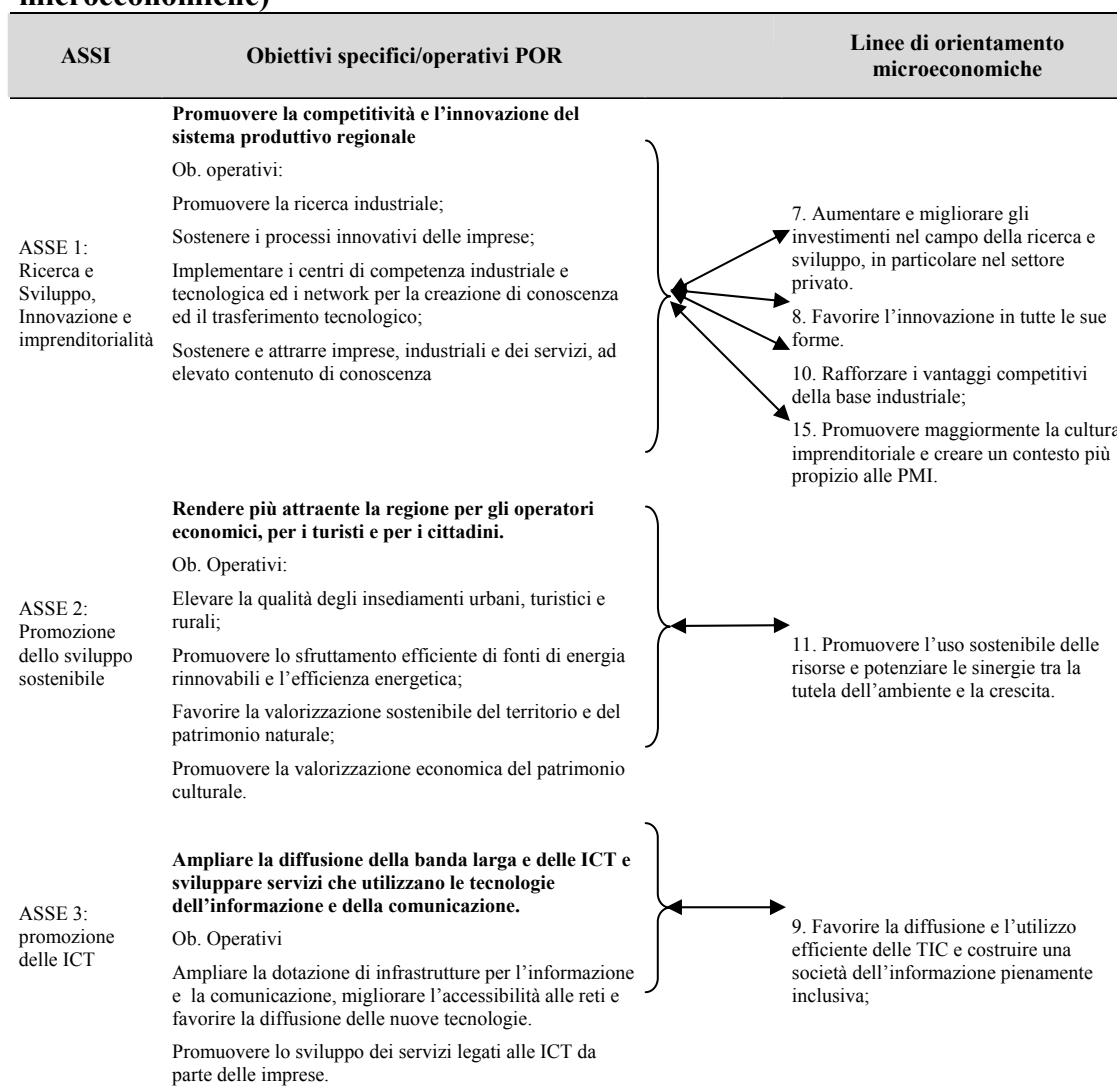 microeconomiche)
ASSI
Obiettivi specifici/operativi POR
Linee di orientamento
microeconomiche
ASSE 1:
Ricerca e
Sviluppo,
Innovazione e
imprenditorialità
Promuovere la competitività e l’innovazione del
sistema produttivo regionale
Ob. operativi:
Promuovere la ricerca industriale;
Sostenere i processi innovativi delle imprese;
Implementare i centri di competenza industriale e
tecnologica ed i network per la creazione di conoscenza
ed il trasferimento tecnologico;
Sostenere e attrarre imprese, industriali e dei servizi, ad
elevato contenuto di conoscenza
7. Aumentare e migliorare gli
investimenti nel campo della ricerca e
sviluppo, in particolare nel settore
privato.
8. Favorire l’innovazione in tutte le sue
forme.
10. Rafforzare i vantaggi competitivi
della base industriale;
15. Promuovere maggiormente la cultura
imprenditoriale e creare un contesto più
propizio alle PMI.
ASSE 2:
Promozione
dello sviluppo
sostenibile
Rendere più attraente la regione per gli operatori
economici, per i turisti e per i cittadini.
Ob. Operativi:
Elevare la qualità degli insediamenti urbani, turistici e
rurali;
Promuovere lo sfruttamento efficiente di fonti di energia
rinnovabili e l’efficienza energetica;
Favorire la valorizzazione sostenibile del territorio e del
patrimonio naturale;
Promuovere la valorizzazione economica del patrimonio
culturale.
11. Promuovere l’uso sostenibile delle
risorse e potenziare le sinergie tra la
tutela dell’ambiente e la crescita.
ASSE 3:
promozione
delle ICT
Ampliare la diffusione della banda larga e delle ICT e
sviluppare servizi che utilizzano le tecnologie
dell’informazione e della comunicazione.
Ob. Operativi
Ampliare la dotazione di infrastrutture per l’informazione
e la comunicazione, migliorare l’accessibilità alle reti e
favorire la diffusione delle nuove tecnologie.
Promuovere lo sviluppo dei servizi legati alle ICT da
parte delle imprese.
9. Favorire la diffusione e l’utilizzo
efficiente delle TIC e costruire una
società dell’informazione pienamente
inclusiva;